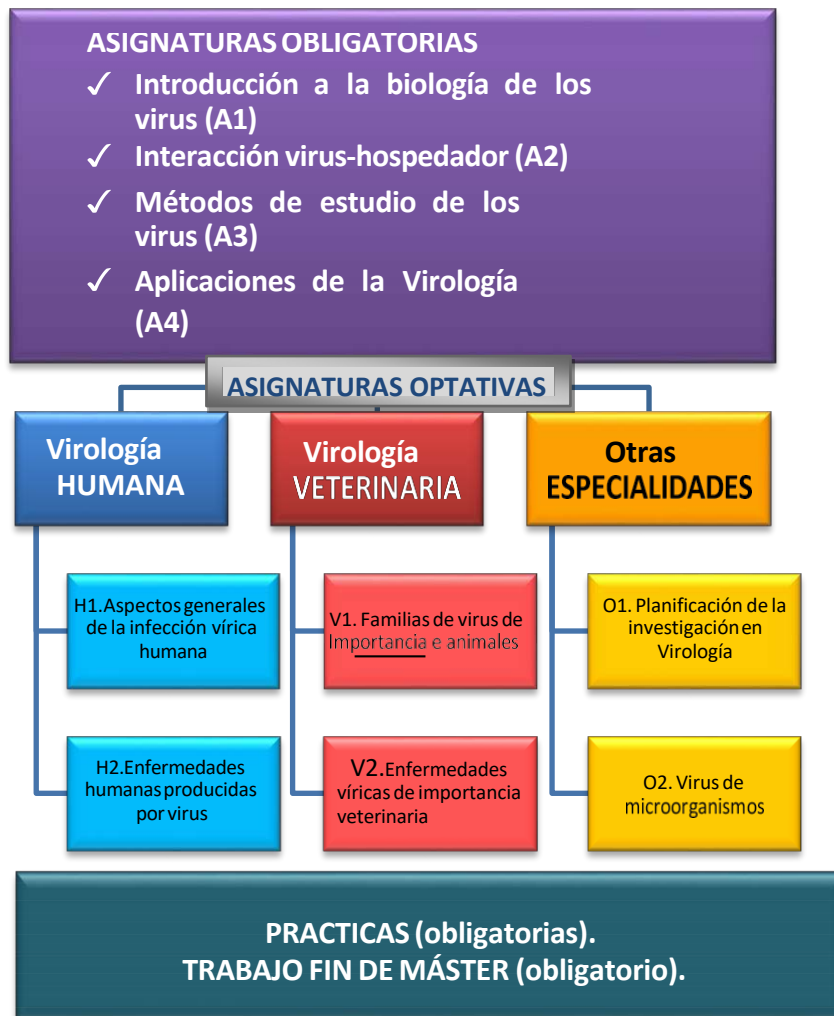 ASIGNATURAS OBLIGATORIAS
✓ Introducción a la biología de los
virus (A1)
✓ Interacción virus-hospedador (A2)
✓ Métodos de estudio de los
virus (A3)
✓ Aplicaciones de la Virología
(A4)
ASIGNATURAS OPTATIVAS
Virología
HUMANA
Virología
VETERINARIA
Otras
ESPECIALIDADES
H1.Aspectos generales
de la infección vírica
humana
V1. Familias de virus de
Importancia e animales
O1. Planificación de la
investigación en
Virología
H2.Enfermedades
humanas producidas
por virus
V2.Enfermedades
víricas de importancia
veterinaria
O2. Virus de
microorganismos
PRACTICAS (obligatorias).
TRABAJO FIN DE MÁSTER (obligatorio).